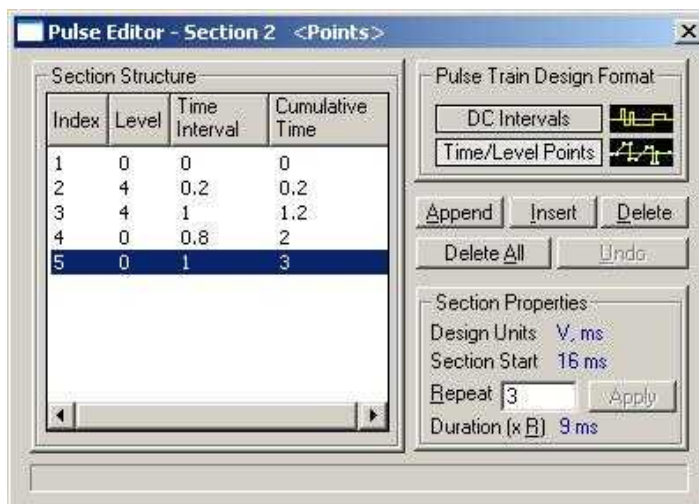 Pulse Editor - Section 2 <Points>
Section Structure
Index Level Time Interval Cumulative Time
1 0 0 0
2 4 0.2 0.2
3 4 1 1.2
4 0 0.8 2
5 0 1 3
Pulse Train Design Format
DC Intervals
Time/Level Points
Append Insert Delete
Delete All Undo
Section Properties
Design Units V, ms
Section Start 16 ms
Repeat 3 Apply
Duration (x R) 9 ms